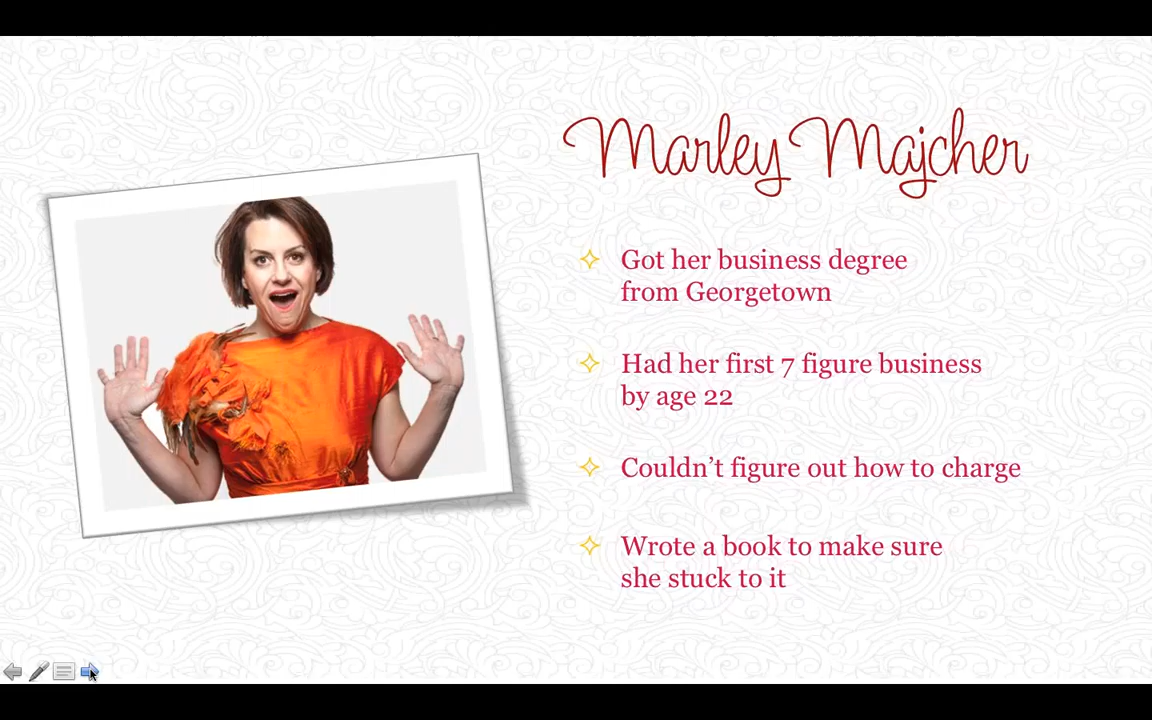 Marley Majcher
Got her business degree
from Georgetown
Had her first 7 figure business
by age 22
Couldn’t figure out how to charge
Wrote a book to make sure
she stuck to it